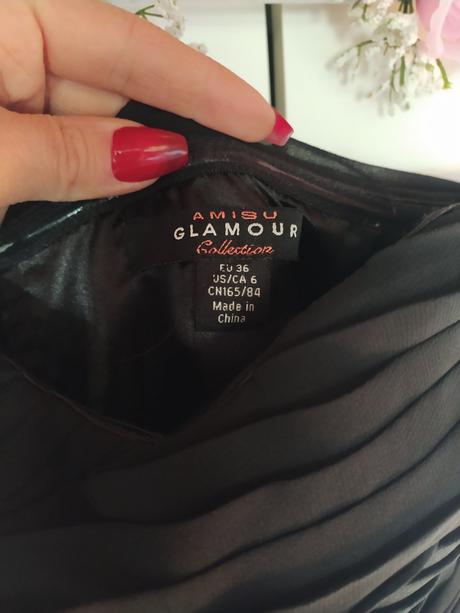 AMISU
GLAMOUR
Collection
EU 36
US/CA 6
CN165/84
Made in
China